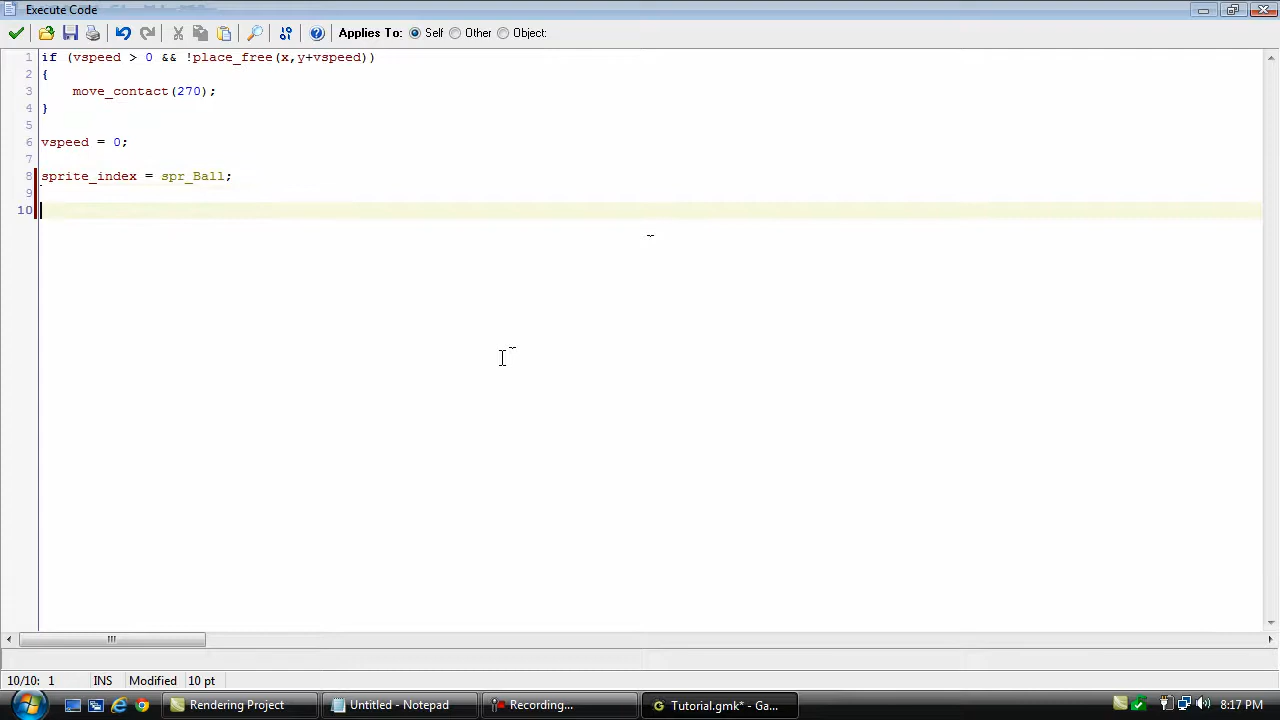 Execute Code
Applies To: Self Other Object:
1 if (vspeed > 0 && !place_free(x,y+vspeed))
2 {
3 move_contact(270);
4 }
5
6 vspeed = 0;
7
8 sprite_index = spr_Ball;
9
10
10/10: 1 INS Modified 10 pt
Rendering Project Untitled - Notepad Recording... Tutorial.gmk* - Ga... 8:17 PM